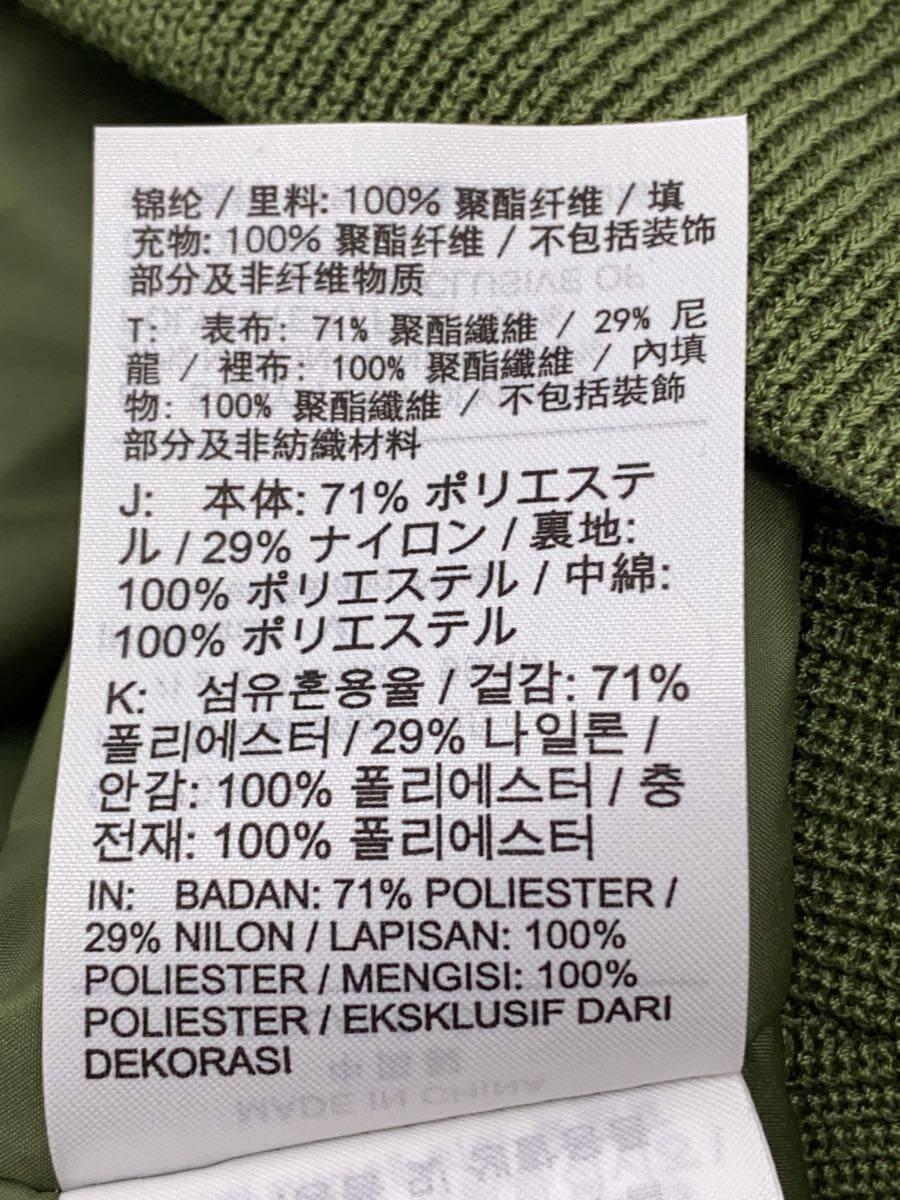 锦纶 / 里料: 100% 聚酯纤维 / 填
充物: 100% 聚酯纤维 / 不包括装饰
部分及非纤维物质
T: 表布: 71% 聚酯纖維 / 29% 尼
龍 / 裡布: 100% 聚酯纖維 / 內填
物: 100% 聚酯纖維 / 不包括裝飾
部分及非紡織材料
J: 本体: 71% ポリエステ
ル / 29% ナイロン / 裏地:
100% ポリエステル / 中綿:
100% ポリエステル
K: 섬유혼용율 / 겉감: 71%
폴리에스터 / 29% 나일론 /
안감: 100% 폴리에스터 / 충
전재: 100% 폴리에스터
IN: BADAN: 71% POLIESTER /
29% NILON / LAPISAN: 100%
POLIESTER / MENGISI: 100%
POLIESTER / EKSKLUSIF DARI
DEKORASI
MADE IN CHINA